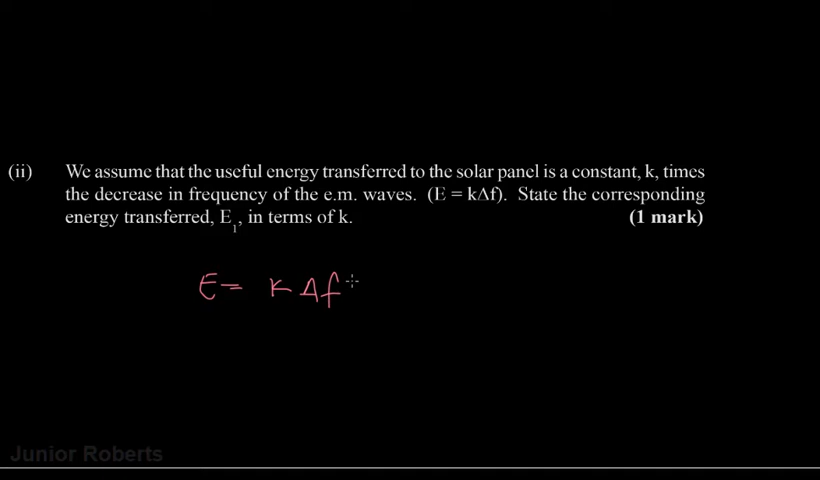 (ii) We assume that the useful energy transferred to the solar panel is a constant, k, times
the decrease in frequency of the e.m. waves. (E = kΔf). State the corresponding
energy transferred, E₁, in terms of k. (1 mark)
E = k Δf
Junior Roberts